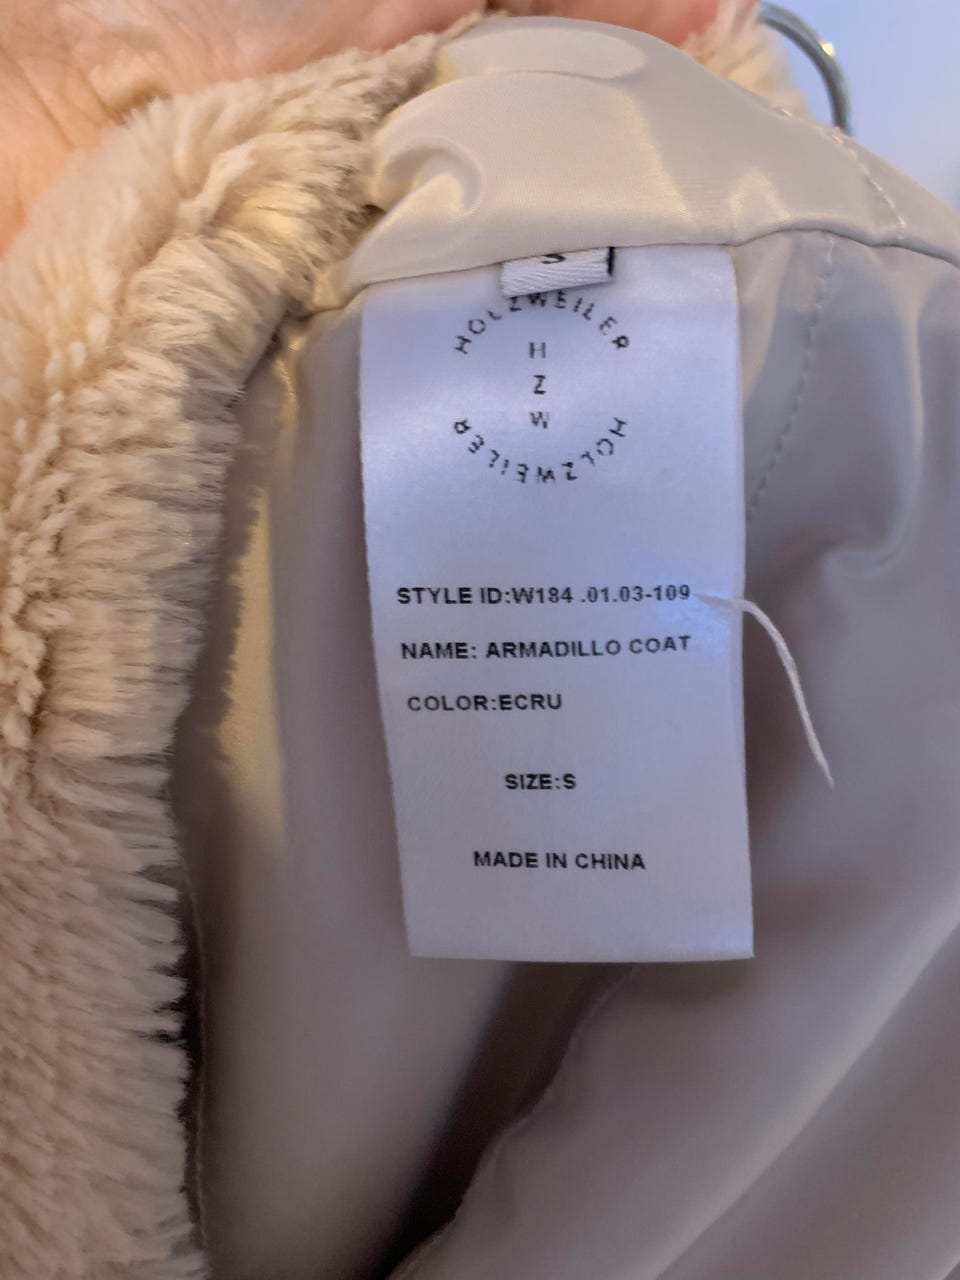 S
HOLZWEILER
H
Z
W
HOLZWEILER
STYLE ID:W184 .01.03-109
NAME: ARMADILLO COAT
COLOR:ECRU
SIZE:S
MADE IN CHINA